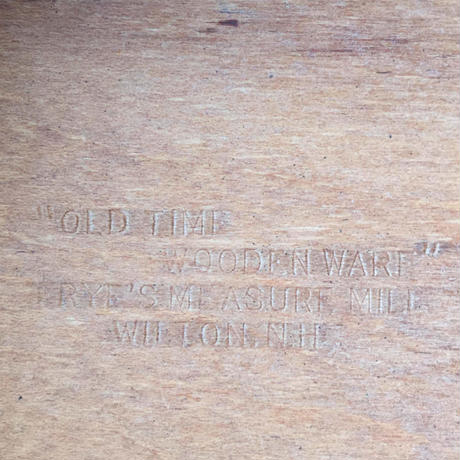 "OLD TIME
WOODENWARE"
FRYE'S MEASURE MILL
WILTON, N.H.